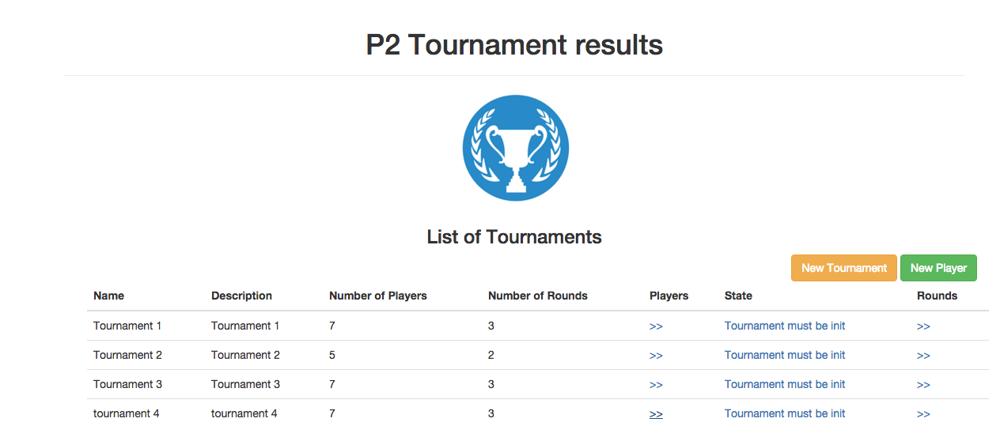 P2 Tournament results
List of Tournaments
New Tournament New Player
Name Description Number of Players Number of Rounds Players State Rounds
Tournament 1 Tournament 1 7 3 >> Tournament must be init >>
Tournament 2 Tournament 2 5 2 >> Tournament must be init >>
Tournament 3 Tournament 3 7 3 >> Tournament must be init >>
tournament 4 tournament 4 7 3 >> Tournament must be init >>